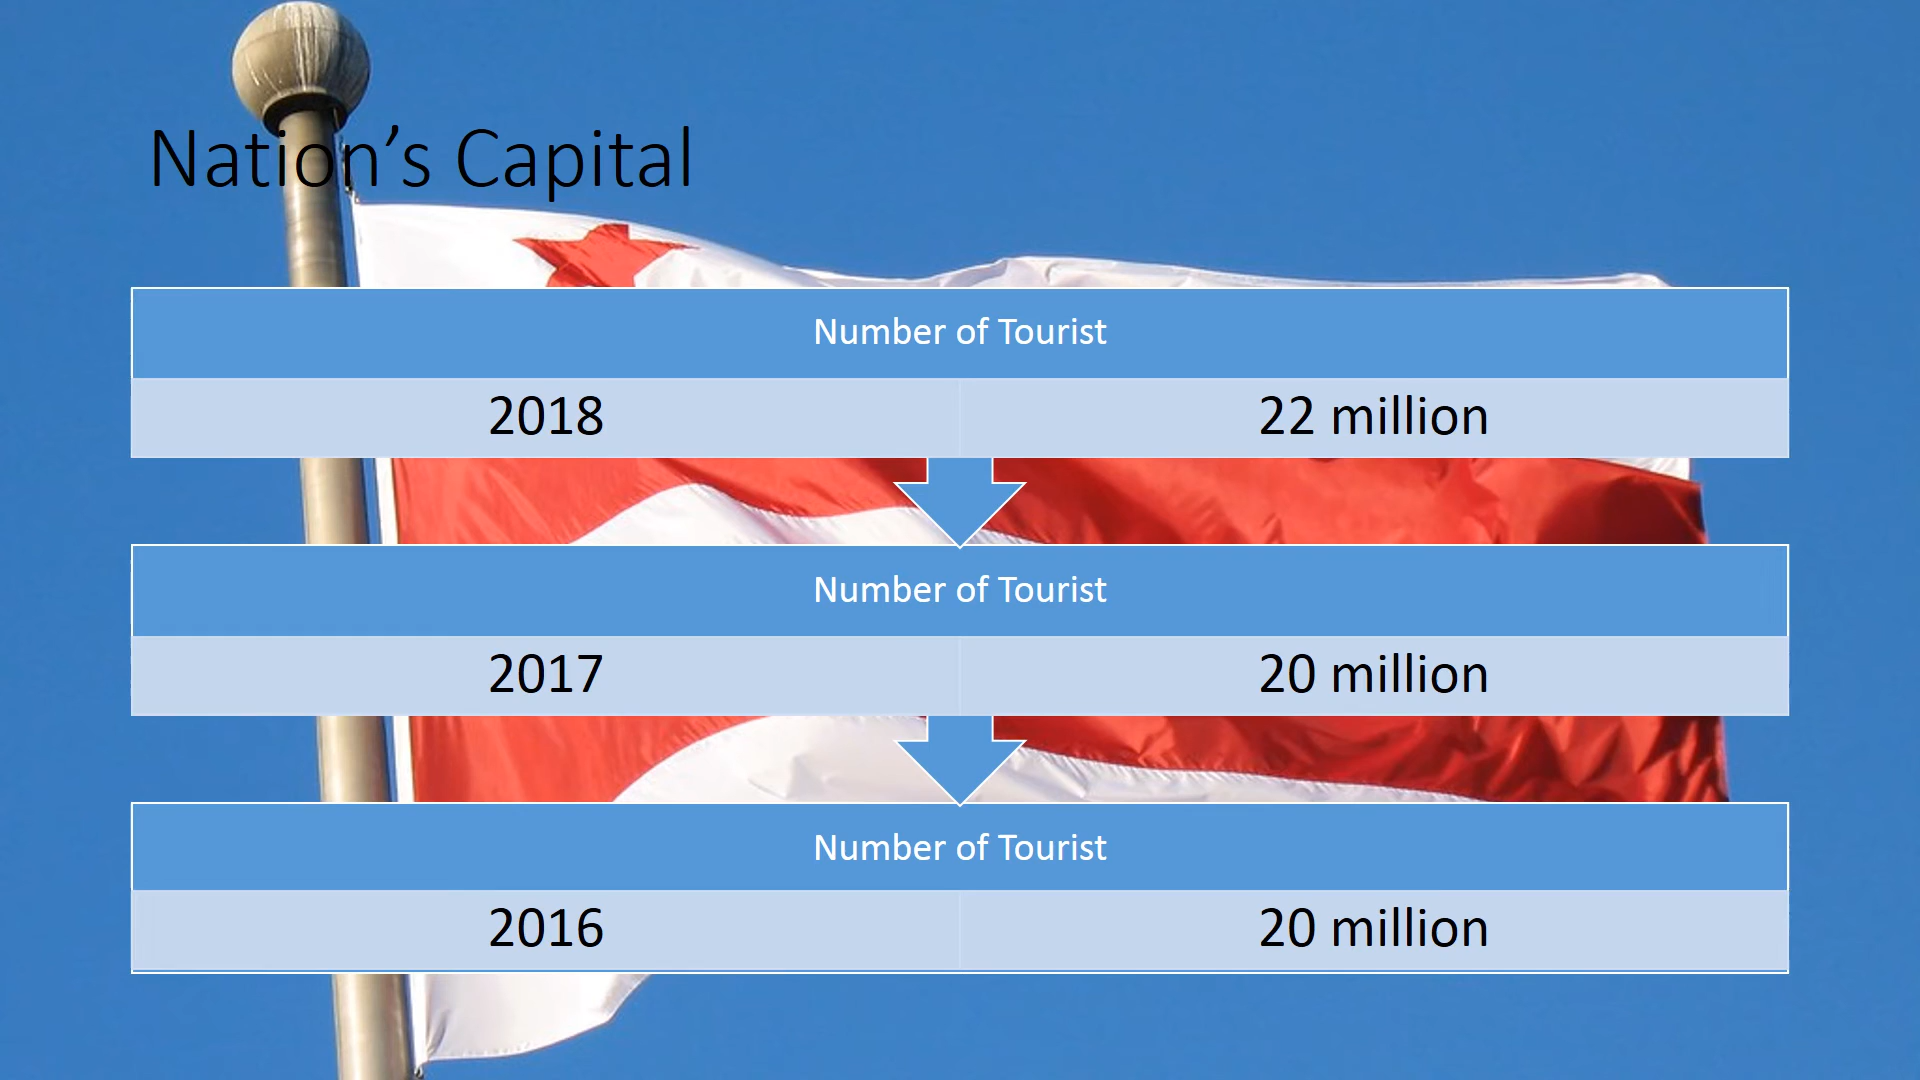 Nation’s Capital
Number of Tourist
2018 22 million
Number of Tourist
2017 20 million
Number of Tourist
2016 20 million